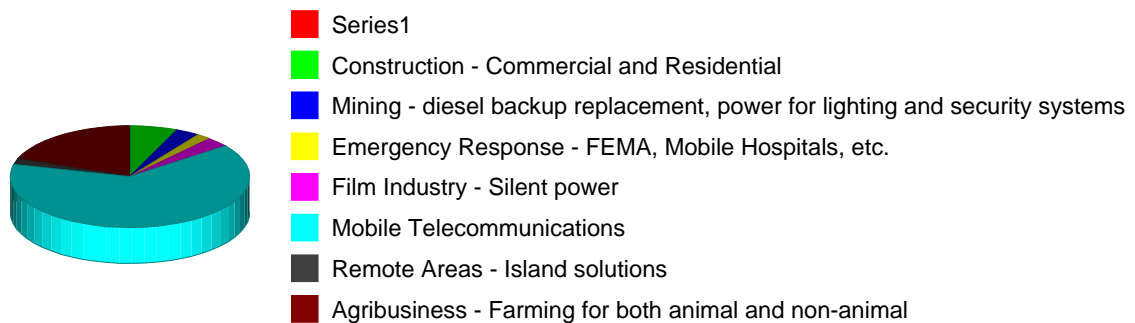 Series1
Construction - Commercial and Residential
Mining - diesel backup replacement, power for lighting and security systems
Emergency Response - FEMA, Mobile Hospitals, etc.
Film Industry - Silent power
Mobile Telecommunications
Remote Areas - Island solutions
Agribusiness - Farming for both animal and non-animal